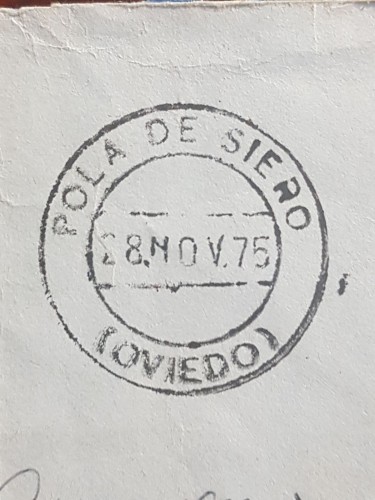 POLA DE SIERO
28.NOV.75
(OVIEDO)